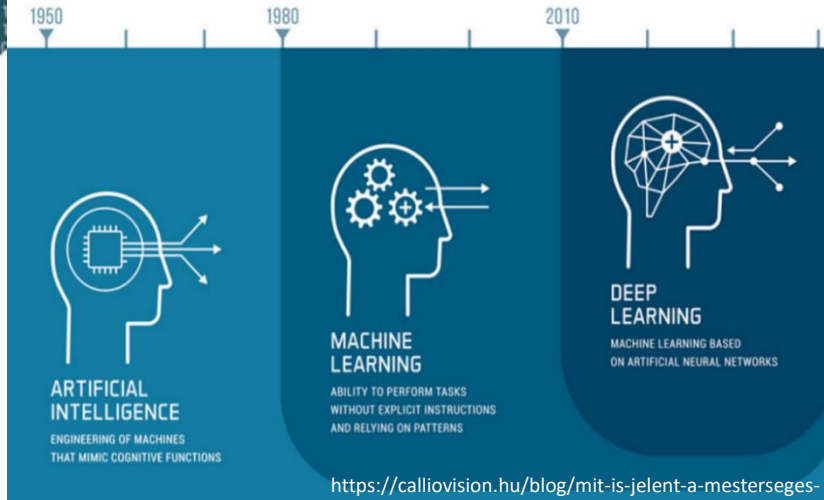 1950
1980
2010
ARTIFICIAL
INTELLIGENCE
ENGINEERING OF MACHINES
THAT MIMIC COGNITIVE FUNCTIONS
MACHINE
LEARNING
ABILITY TO PERFORM TASKS
WITHOUT EXPLICIT INSTRUCTIONS
AND RELYING ON PATTERNS
DEEP
LEARNING
MACHINE LEARNING BASED
ON ARTIFICIAL NEURAL NETWORKS
https://calliovision.hu/blog/mit-is-jelent-a-mesterseges-